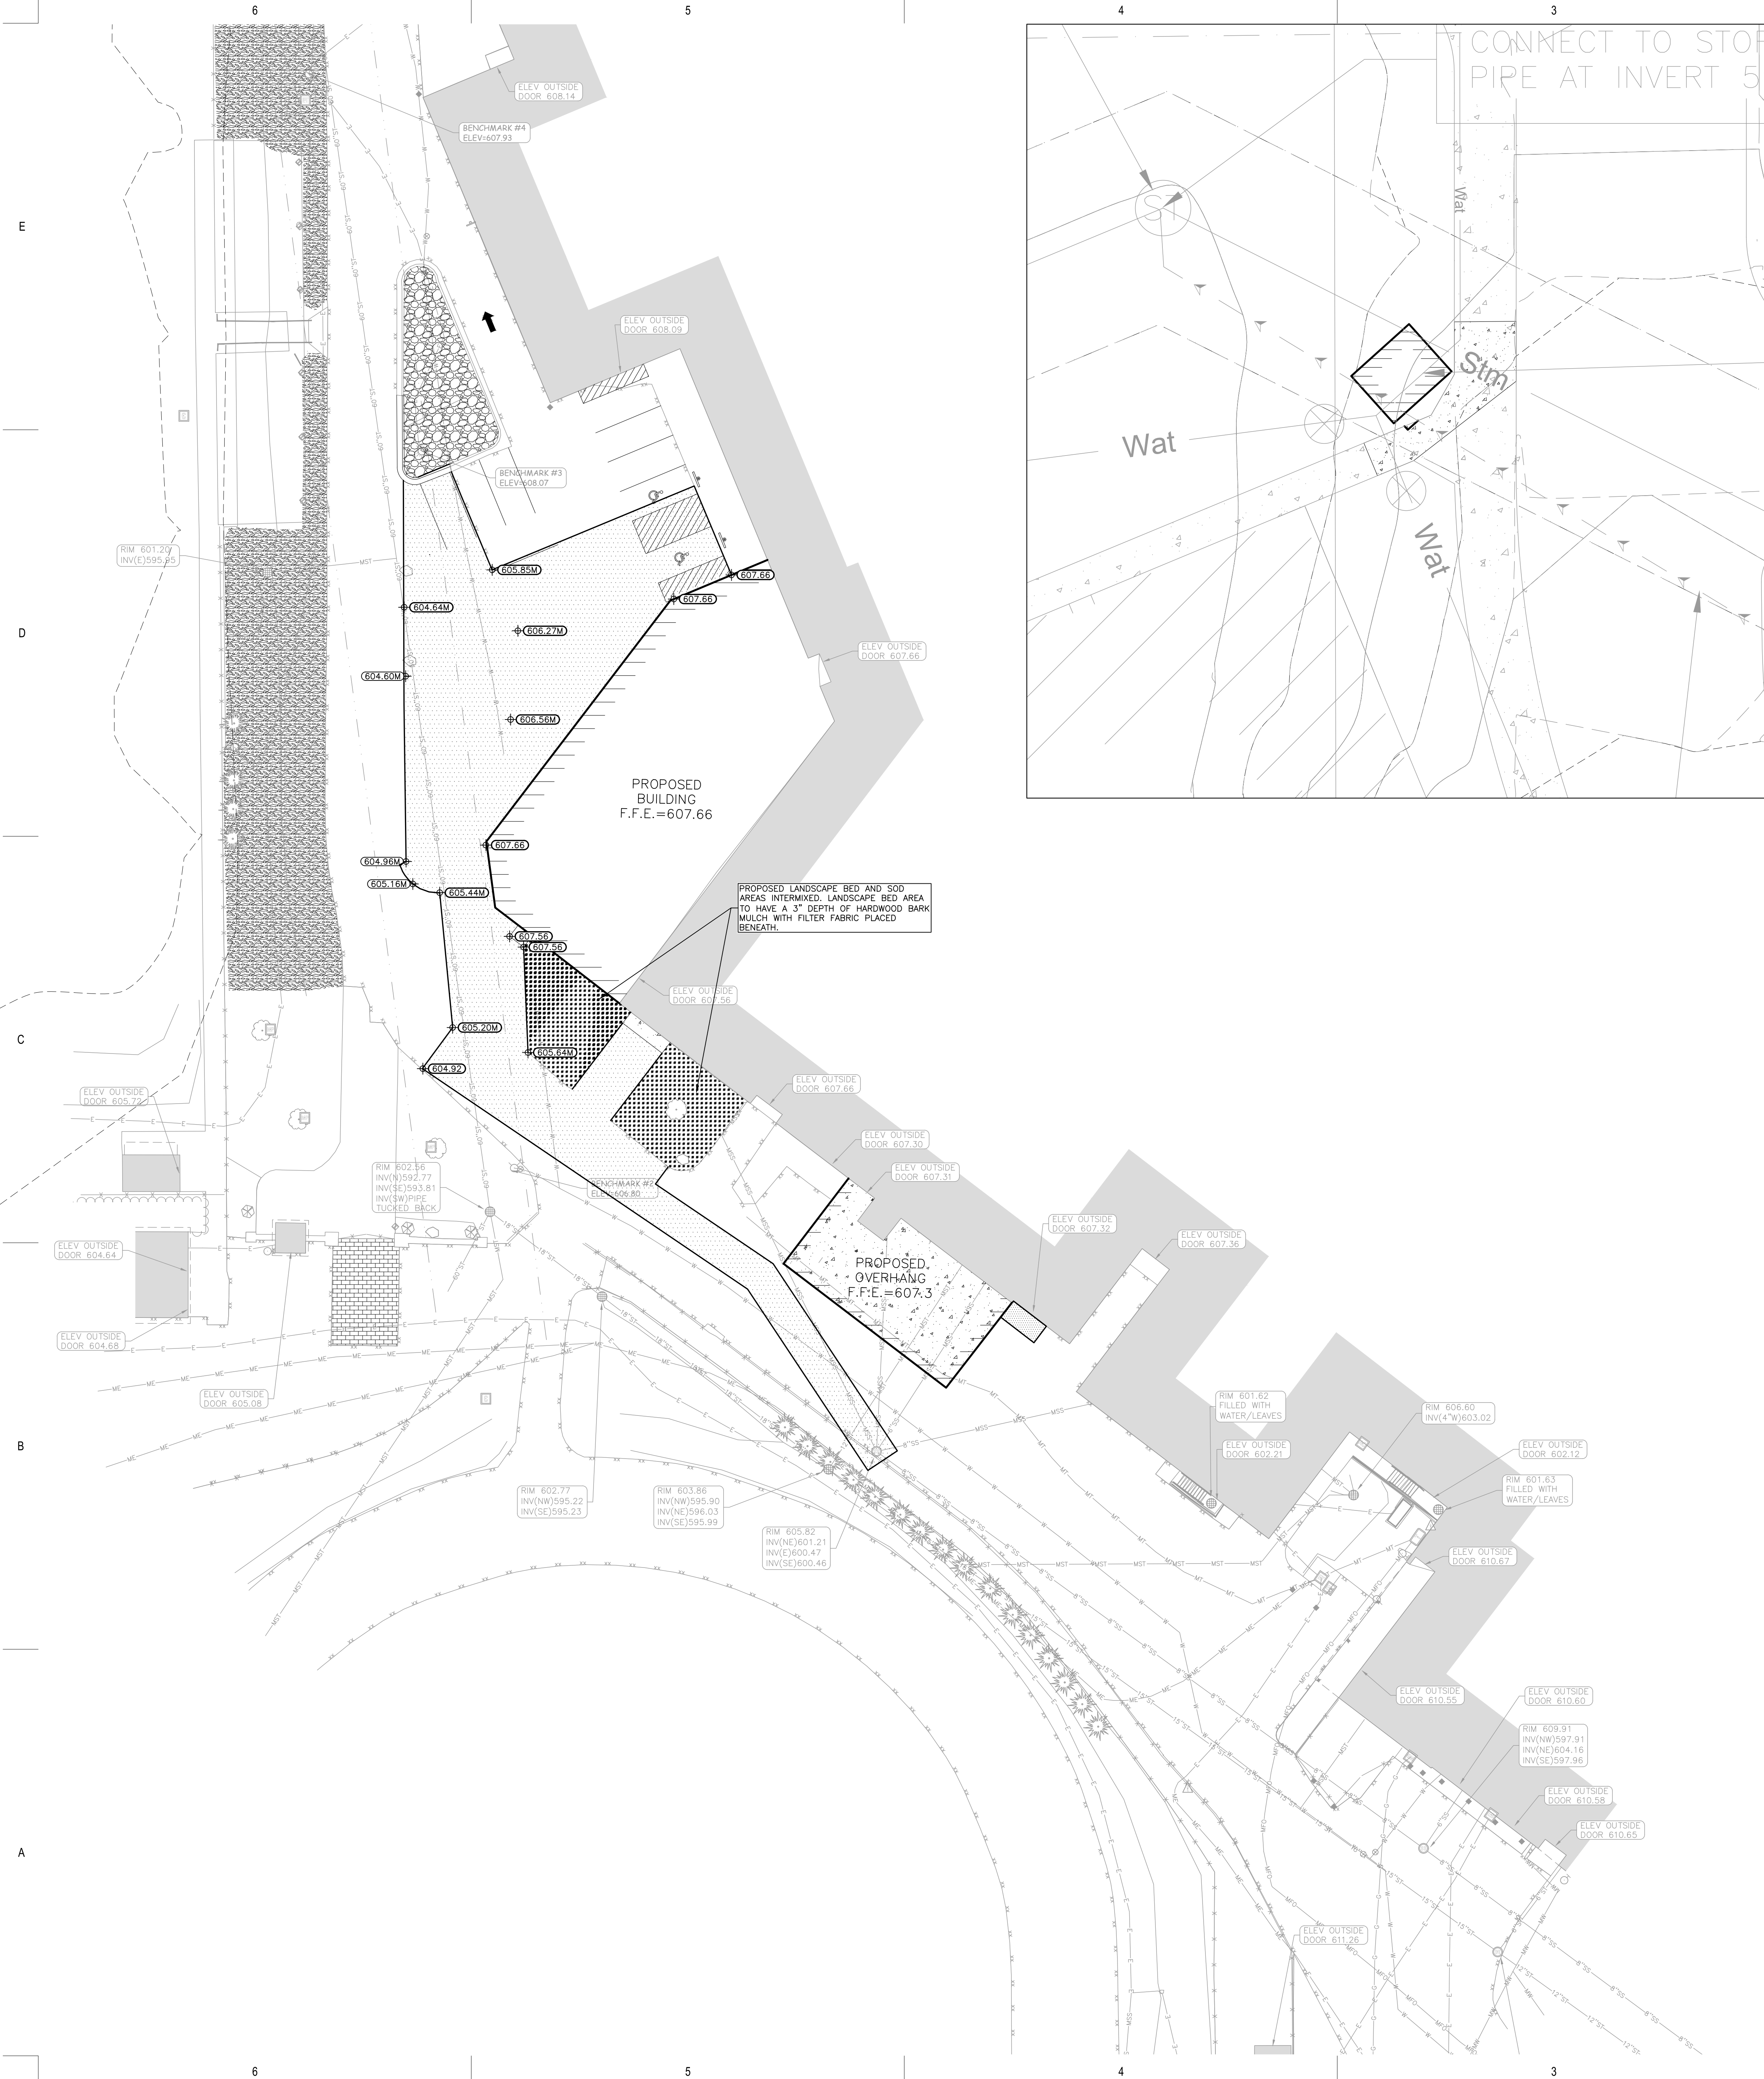 6
5
4
3
CONNECT TO
PIPE AT INVERT 5
ELEV OUTSIDE
DOOR 608.14
BENCHMARK #4
ELEV=607.93
Wat
E
E
ST
ELEV OUTSIDE
DOOR 608.09
Stm
Wat
Wat
BENCHMARK #3
ELEV=608.07
RIM 601.20
INV(E)595.95
MST
605.85M
607.66
607.66
604.64M
606.27M
D
ELEV OUTSIDE
DOOR 607.66
604.60M
606.56M
PROPOSED
BUILDING
F.F.E.=607.66
607.66
604.96M
605.16M
605.44M
PROPOSED LANDSCAPE BED AND SOD
AREAS INTERMIXED. LANDSCAPE BED AREA
TO HAVE A 3" DEPTH OF HARDWOOD BARK
MULCH WITH FILTER FABRIC PLACED
BENEATH.
607.56
607.56
ELEV OUTSIDE
DOOR 607.56
605.20M
C
605.64M
604.92
ELEV OUTSIDE
DOOR 605.72
ELEV OUTSIDE
DOOR 607.66
ELEV OUTSIDE
DOOR 607.30
RIM 602.56
INV(N)592.77
INV(SE)593.81
INV(SW)PIPE
TUCKED BACK
ELEV OUTSIDE
DOOR 607.31
BENCHMARK #2
ELEV=606.80
ELEV OUTSIDE
DOOR 607.32
ELEV OUTSIDE
DOOR 607.36
ELEV OUTSIDE
DOOR 604.64
PROPOSED
OVERHANG
F.F.E.=607.3
ELEV OUTSIDE
DOOR 604.68
ELEV OUTSIDE
DOOR 605.08
RIM 601.62
FILLED WITH
WATER/LEAVES
RIM 606.60
INV(4"W)603.02
B
ELEV OUTSIDE
DOOR 602.21
ELEV OUTSIDE
DOOR 602.12
RIM 601.63
FILLED WITH
WATER/LEAVES
RIM 602.77
INV(NW)595.22
INV(SE)595.23
RIM 603.86
INV(NW)595.90
INV(NE)596.03
INV(SE)595.99
RIM 605.82
INV(NE)601.21
INV(E)600.47
INV(SE)600.46
ELEV OUTSIDE
DOOR 610.67
ELEV OUTSIDE
DOOR 610.55
ELEV OUTSIDE
DOOR 610.60
RIM 609.91
INV(NW)597.91
INV(NE)604.16
INV(SE)597.96
ELEV OUTSIDE
DOOR 610.58
ELEV OUTSIDE
DOOR 610.65
A
ELEV OUTSIDE
DOOR 611.26
6
5
4
3